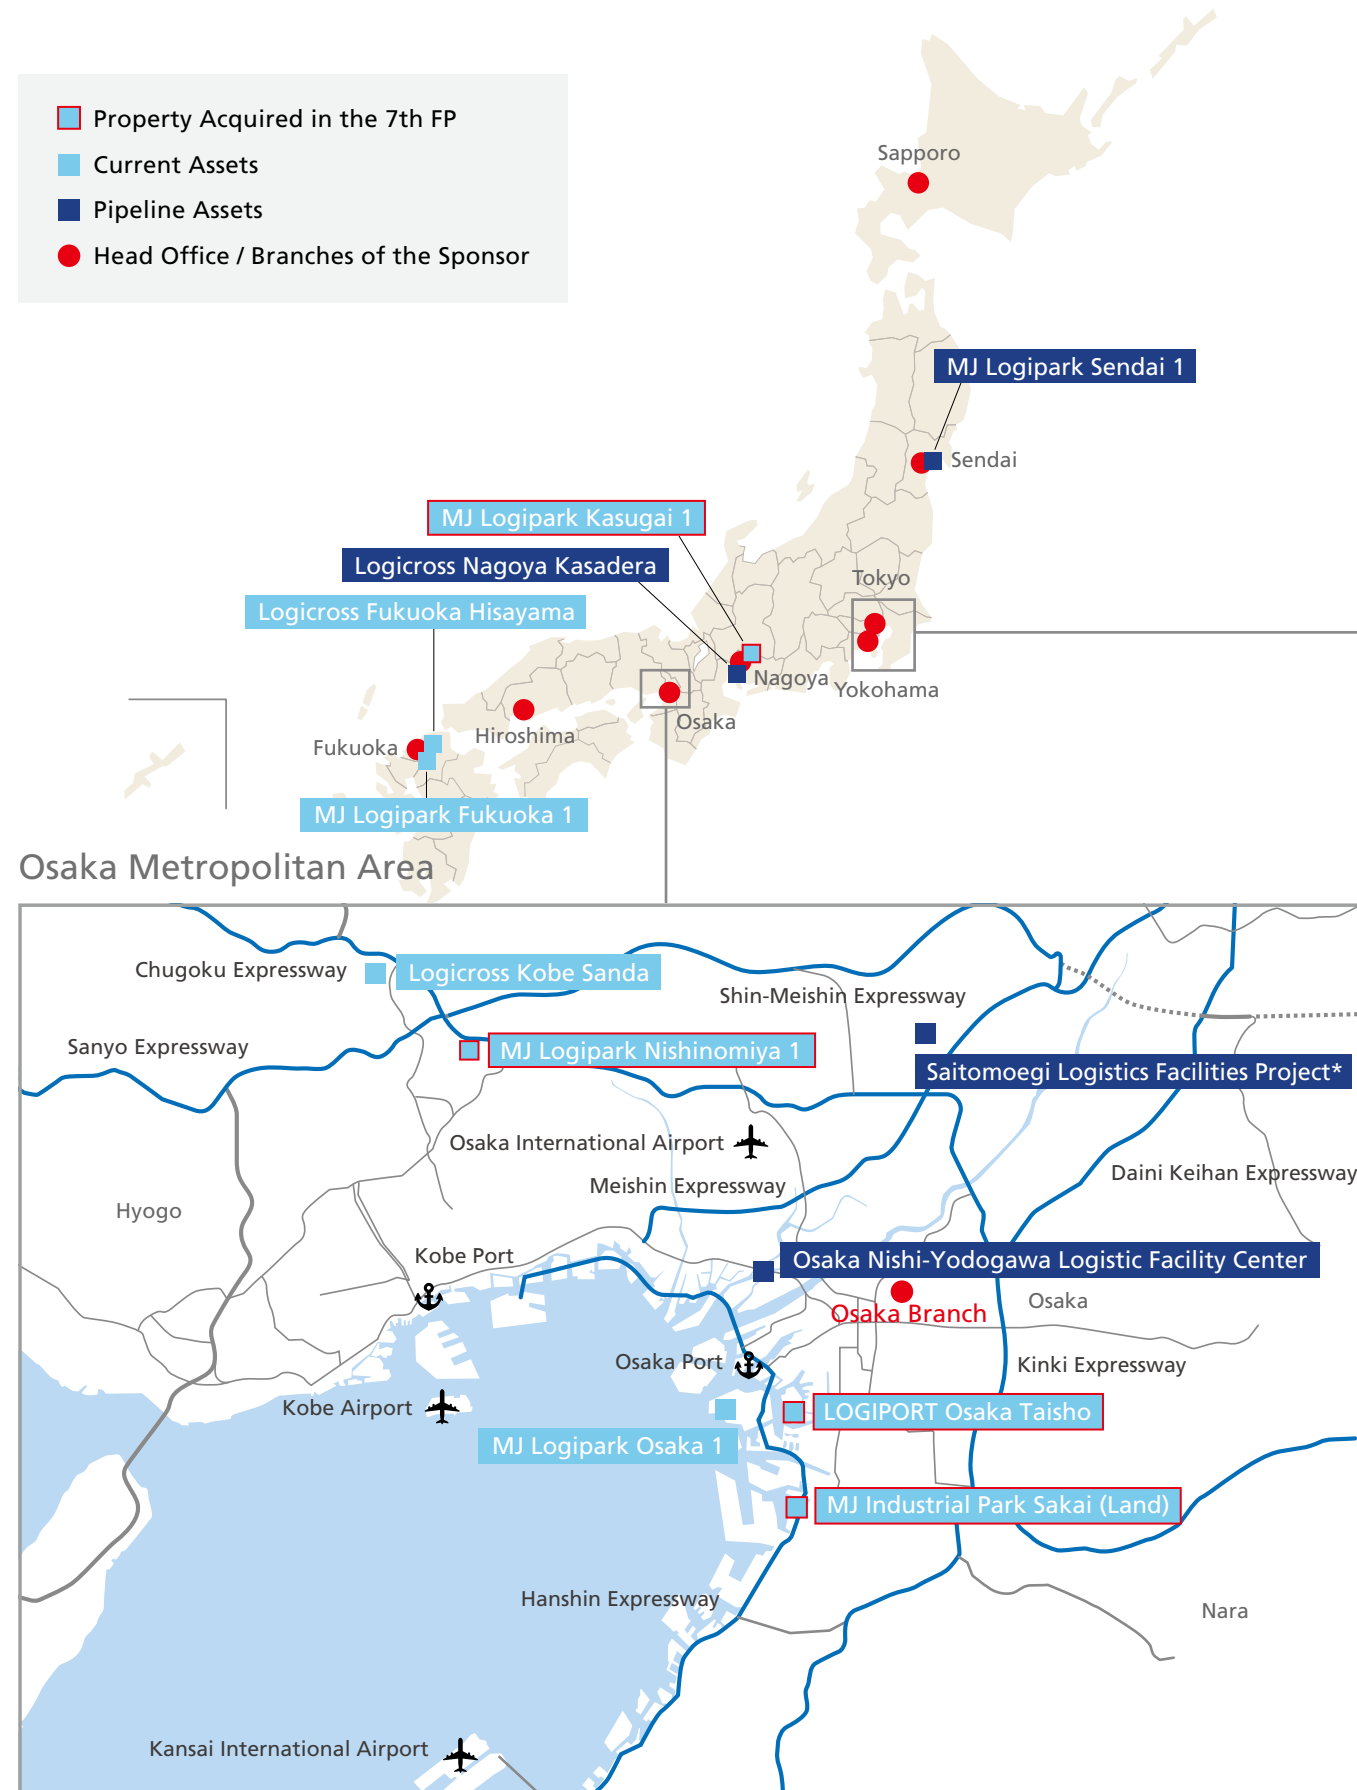 Property Acquired in the 7th FP
Current Assets
Pipeline Assets
Head Office / Branches of the Sponsor
Sapporo
MJ Logipark Sendai 1
Sendai
MJ Logipark Kasugai 1
Logicross Nagoya Kasadera
Tokyo
Logicross Fukuoka Hisayama
Nagoya
Yokohama
Osaka
Hiroshima
Fukuoka
MJ Logipark Fukuoka 1
Osaka Metropolitan Area
Chugoku Expressway
Logicross Kobe Sanda
Shin-Meishin Expressway
Sanyo Expressway
MJ Logipark Nishinomiya 1
Saitomoegi Logistics Facilities Project*
Osaka International Airport
Daini Keihan Expressway
Meishin Expressway
Hyogo
Kobe Port
Osaka Nishi-Yodogawa Logistic Facility Center
Osaka
Osaka Branch
Osaka Port
Kinki Expressway
Kobe Airport
LOGIPORT Osaka Taisho
MJ Logipark Osaka 1
MJ Industrial Park Sakai (Land)
Hanshin Expressway
Nara
Kansai International Airport